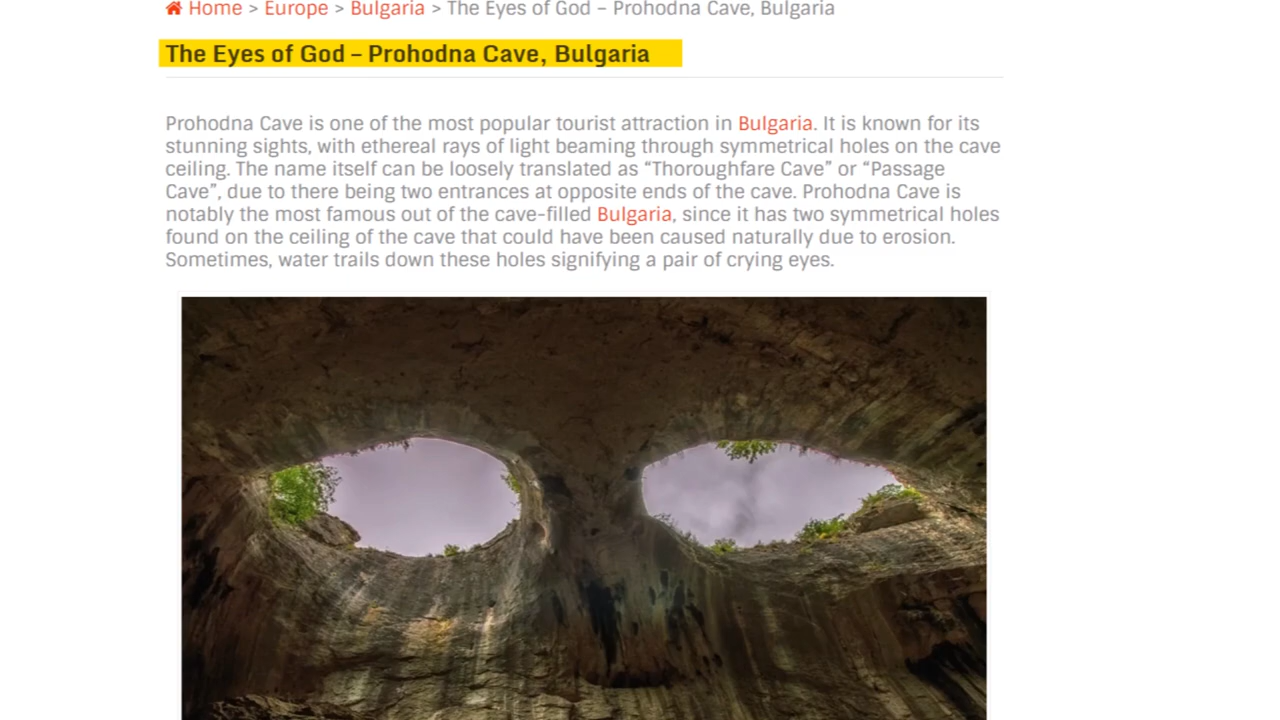 Home > Europe > Bulgaria > The Eyes of God – Prohodna Cave, Bulgaria
The Eyes of God – Prohodna Cave, Bulgaria
Prohodna Cave is one of the most popular tourist attraction in Bulgaria. It is known for its
stunning sights, with ethereal rays of light beaming through symmetrical holes on the cave
ceiling. The name itself can be loosely translated as “Thoroughfare Cave” or “Passage
Cave”, due to there being two entrances at opposite ends of the cave. Prohodna Cave is
notably the most famous out of the cave-filled Bulgaria, since it has two symmetrical holes
found on the ceiling of the cave that could have been caused naturally due to erosion.
Sometimes, water trails down these holes signifying a pair of crying eyes.